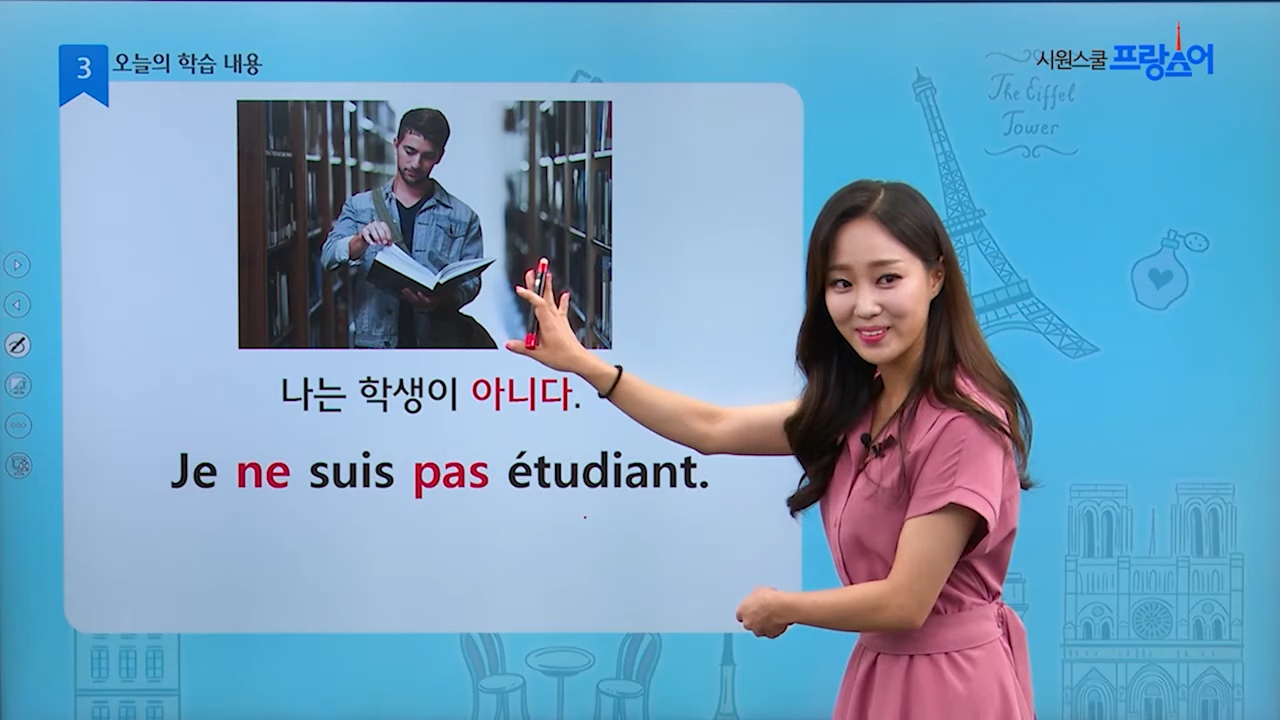 3 오늘의 학습 내용
시원스쿨 프랑스어
The Eiffel
Tower
나는 학생이 아니다.
Je ne suis pas étudiant.